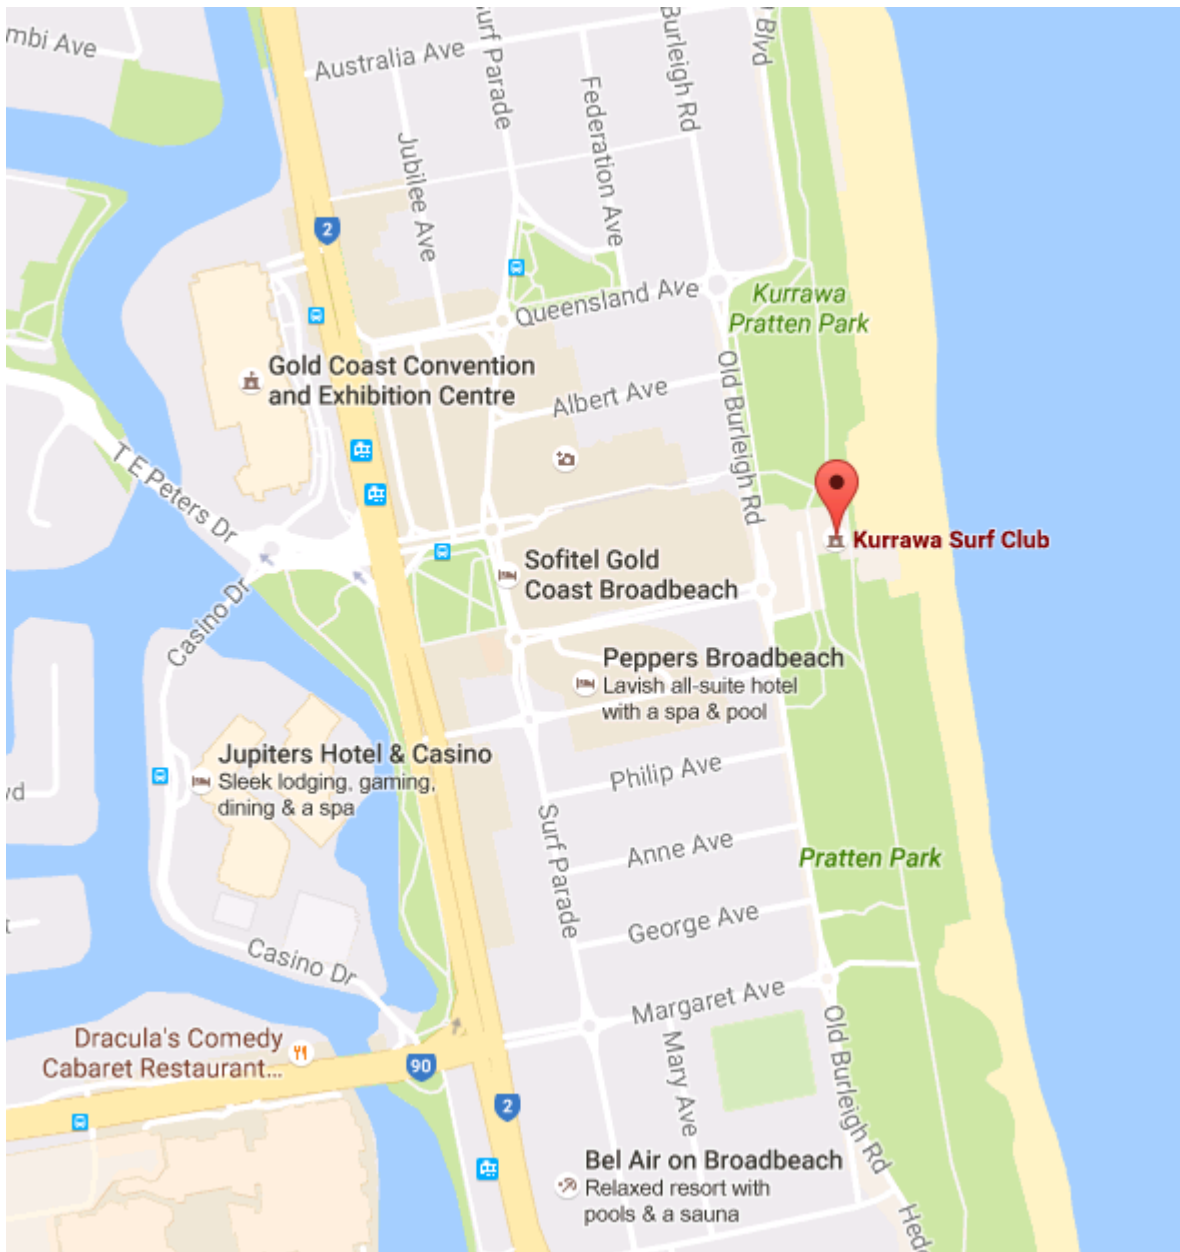 mbi Ave
Australia Ave
Surf Parade
Burleigh Rd
Blvd
Federation Ave
Jubilee Ave
2
Queensland Ave
Kurrawa
Pratten Park
Gold Coast Convention
and Exhibition Centre
Albert Ave
Old Burleigh Rd
T E Peters Dr
Kurrawa Surf Club
Sofitel Gold
Coast Broadbeach
Casino Dr
Peppers Broadbeach
Lavish all-suite hotel
with a spa & pool
Jupiters Hotel & Casino
Sleek lodging, gaming,
dining & a spa
vd
Philip Ave
Surf Parade
Anne Ave
Pratten Park
George Ave
Casino Dr
Margaret Ave
Dracula's Comedy
Cabaret Restaurant...
90
Mary Ave
Old Burleigh Rd
2
Bel Air on Broadbeach
Relaxed resort with
pools & a sauna
Hed